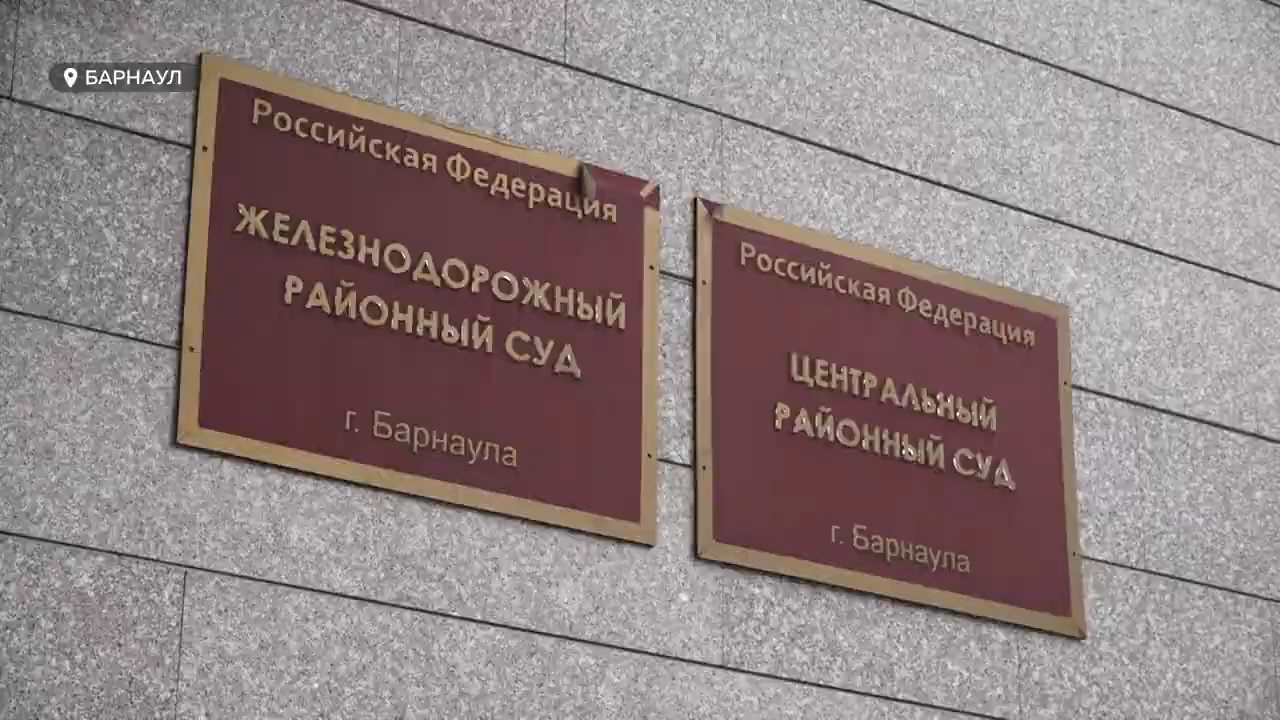 БАРНАУЛ
Российская Федерация
ЖЕЛЕЗНОДОРОЖНЫЙ
РАЙОННЫЙ СУД
г. Барнаула
Российская Федерация
ЦЕНТРАЛЬНЫЙ
РАЙОННЫЙ СУД
г. Барнаула